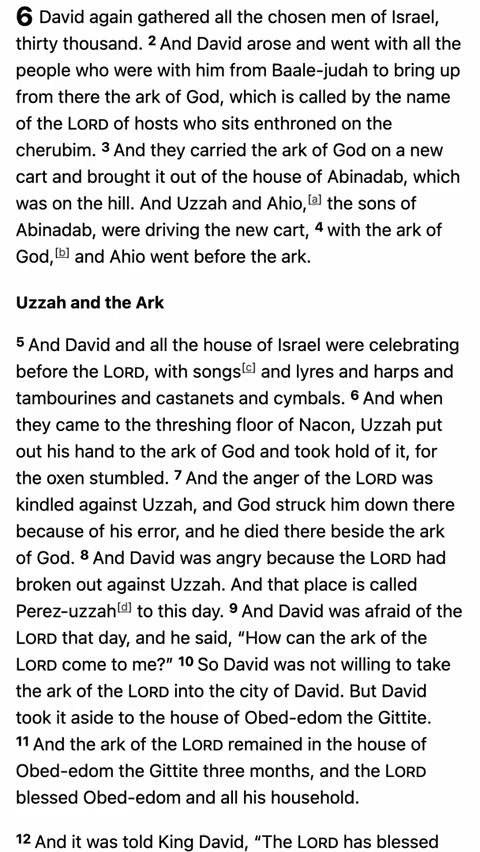 6 David again gathered all the chosen men of Israel,
thirty thousand. 2 And David arose and went with all the
people who were with him from Baale-judah to bring up
from there the ark of God, which is called by the name
of the LORD of hosts who sits enthroned on the
cherubim. 3 And they carried the ark of God on a new
cart and brought it out of the house of Abinadab, which
was on the hill. And Uzzah and Ahio,[a] the sons of
Abinadab, were driving the new cart, 4 with the ark of
God,[b] and Ahio went before the ark.
Uzzah and the Ark
5 And David and all the house of Israel were celebrating
before the LORD, with songs[c] and lyres and harps and
tambourines and castanets and cymbals. 6 And when
they came to the threshing floor of Nacon, Uzzah put
out his hand to the ark of God and took hold of it, for
the oxen stumbled. 7 And the anger of the LORD was
kindled against Uzzah, and God struck him down there
because of his error, and he died there beside the ark
of God. 8 And David was angry because the LORD had
broken out against Uzzah. And that place is called
Perez-uzzah[d] to this day. 9 And David was afraid of the
LORD that day, and he said, “How can the ark of the
LORD come to me?” 10 So David was not willing to take
the ark of the LORD into the city of David. But David
took it aside to the house of Obed-edom the Gittite.
11 And the ark of the LORD remained in the house of
Obed-edom the Gittite three months, and the LORD
blessed Obed-edom and all his household.
12 And it was told King David, “The LORD has blessed